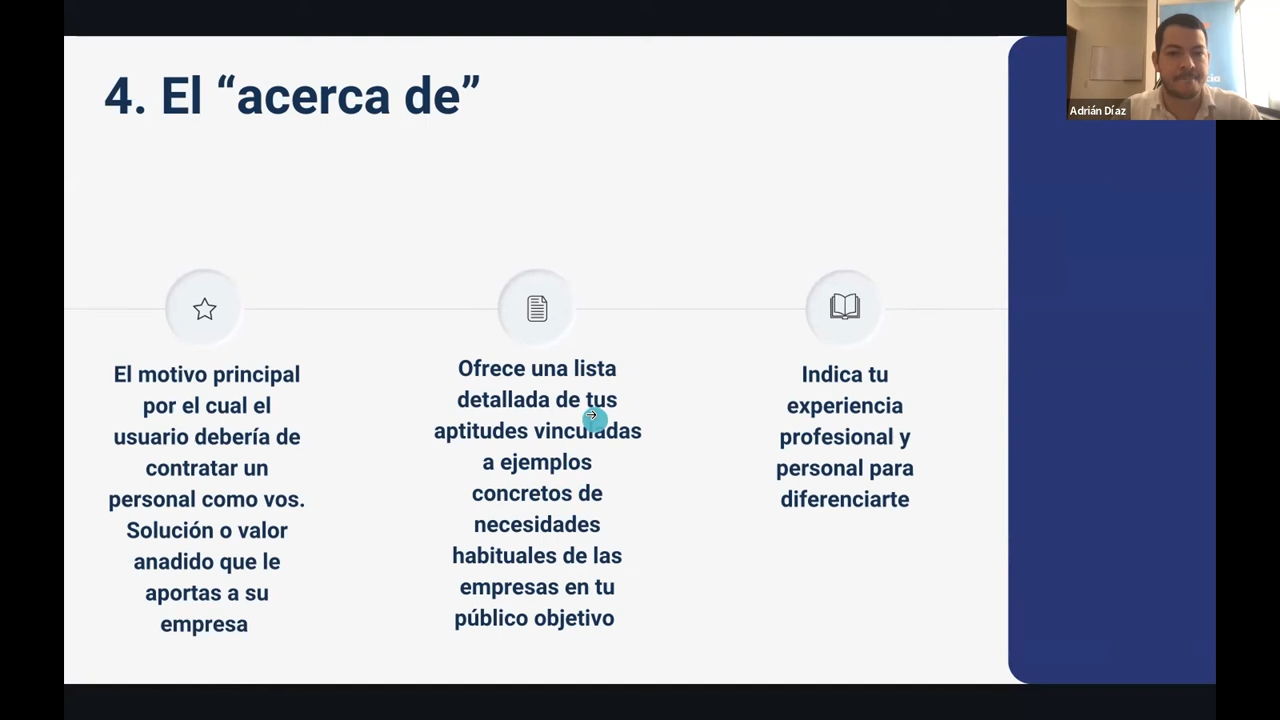 4. El “acerca de”
El motivo principal
por el cual el
usuario debería de
contratar un
personal como vos.
Solución o valor
anadido que le
aportas a su
empresa
Ofrece una lista
detallada de tus
aptitudes vinculadas
a ejemplos
concretos de
necesidades
habituales de las
empresas en tu
público objetivo
Indica tu
experiencia
profesional y
personal para
diferenciarte
Adrián Díaz